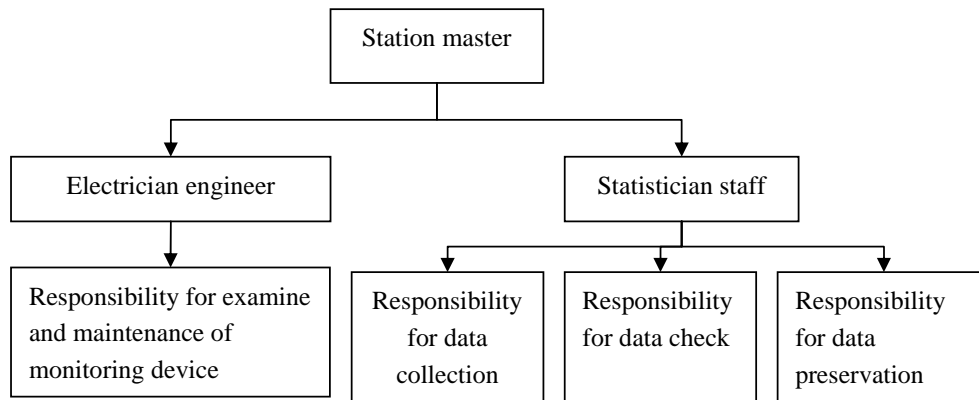 Station master
Electrician engineer
Statistician staff
Responsibility for examine
and maintenance of
monitoring device
Responsibility
for data
collection
Responsibility
for data check
Responsibility
for data
preservation